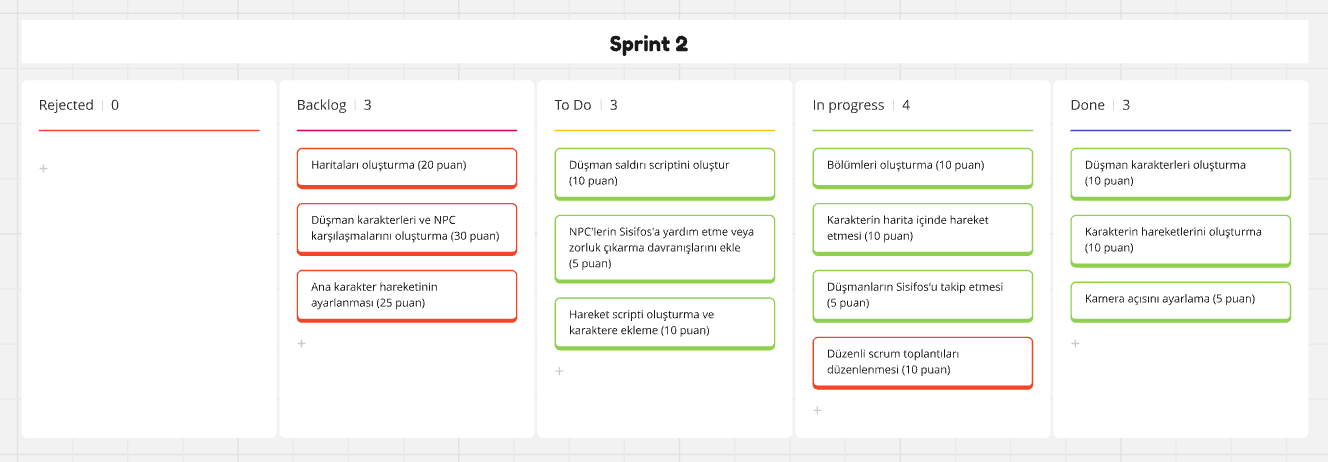 Sprint 2
Rejected | 0
+
Backlog | 3
Haritaları oluşturma (20 puan)
Düşman karakterleri ve NPC
karşılaşmalarını oluşturma (30 puan)
Ana karakter hareketinin
ayarlanması (25 puan)
+
To Do | 3
Düşman saldırı scriptini oluştur
(10 puan)
NPC'lerin Sisifos'a yardım etme veya
zorluk çıkarma davranışlarını ekle
(5 puan)
Hareket scripti oluşturma ve
karaktere ekleme (10 puan)
+
In progress | 4
Bölümleri oluşturma (10 puan)
Karakterin harita içinde hareket
etmesi (10 puan)
Düşmanların Sisifos'u takip etmesi
(5 puan)
Düzenli scrum toplantıları
düzenlenmesi (10 puan)
+
Done | 3
Düşman karakterleri oluşturma
(10 puan)
Karakterin hareketlerini oluşturma
(10 puan)
Kamera açısını ayarlama (5 puan)
+